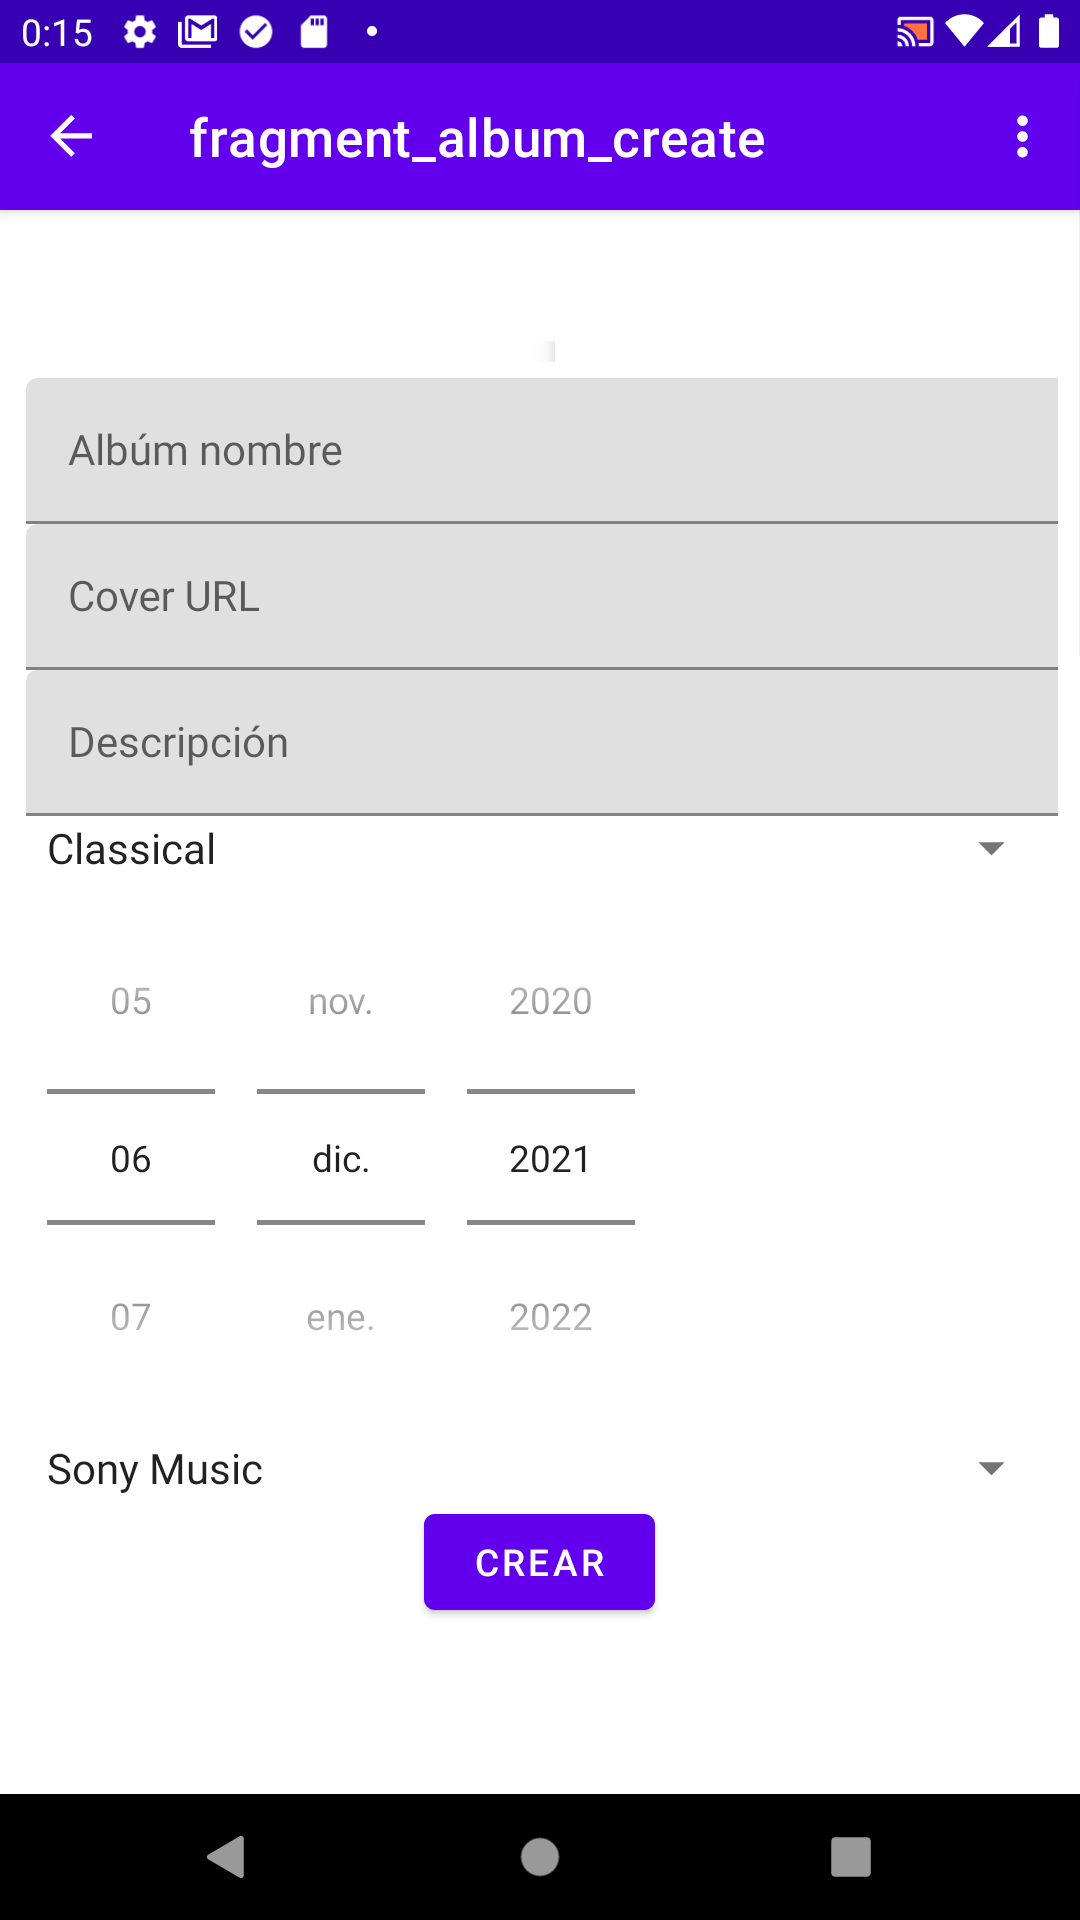 0:15
fragment_album_create
Albúm nombre
Cover URL
Descripción
Classical
05 nov. 2020
06 dic. 2021
07 ene. 2022
Sony Music
CREAR